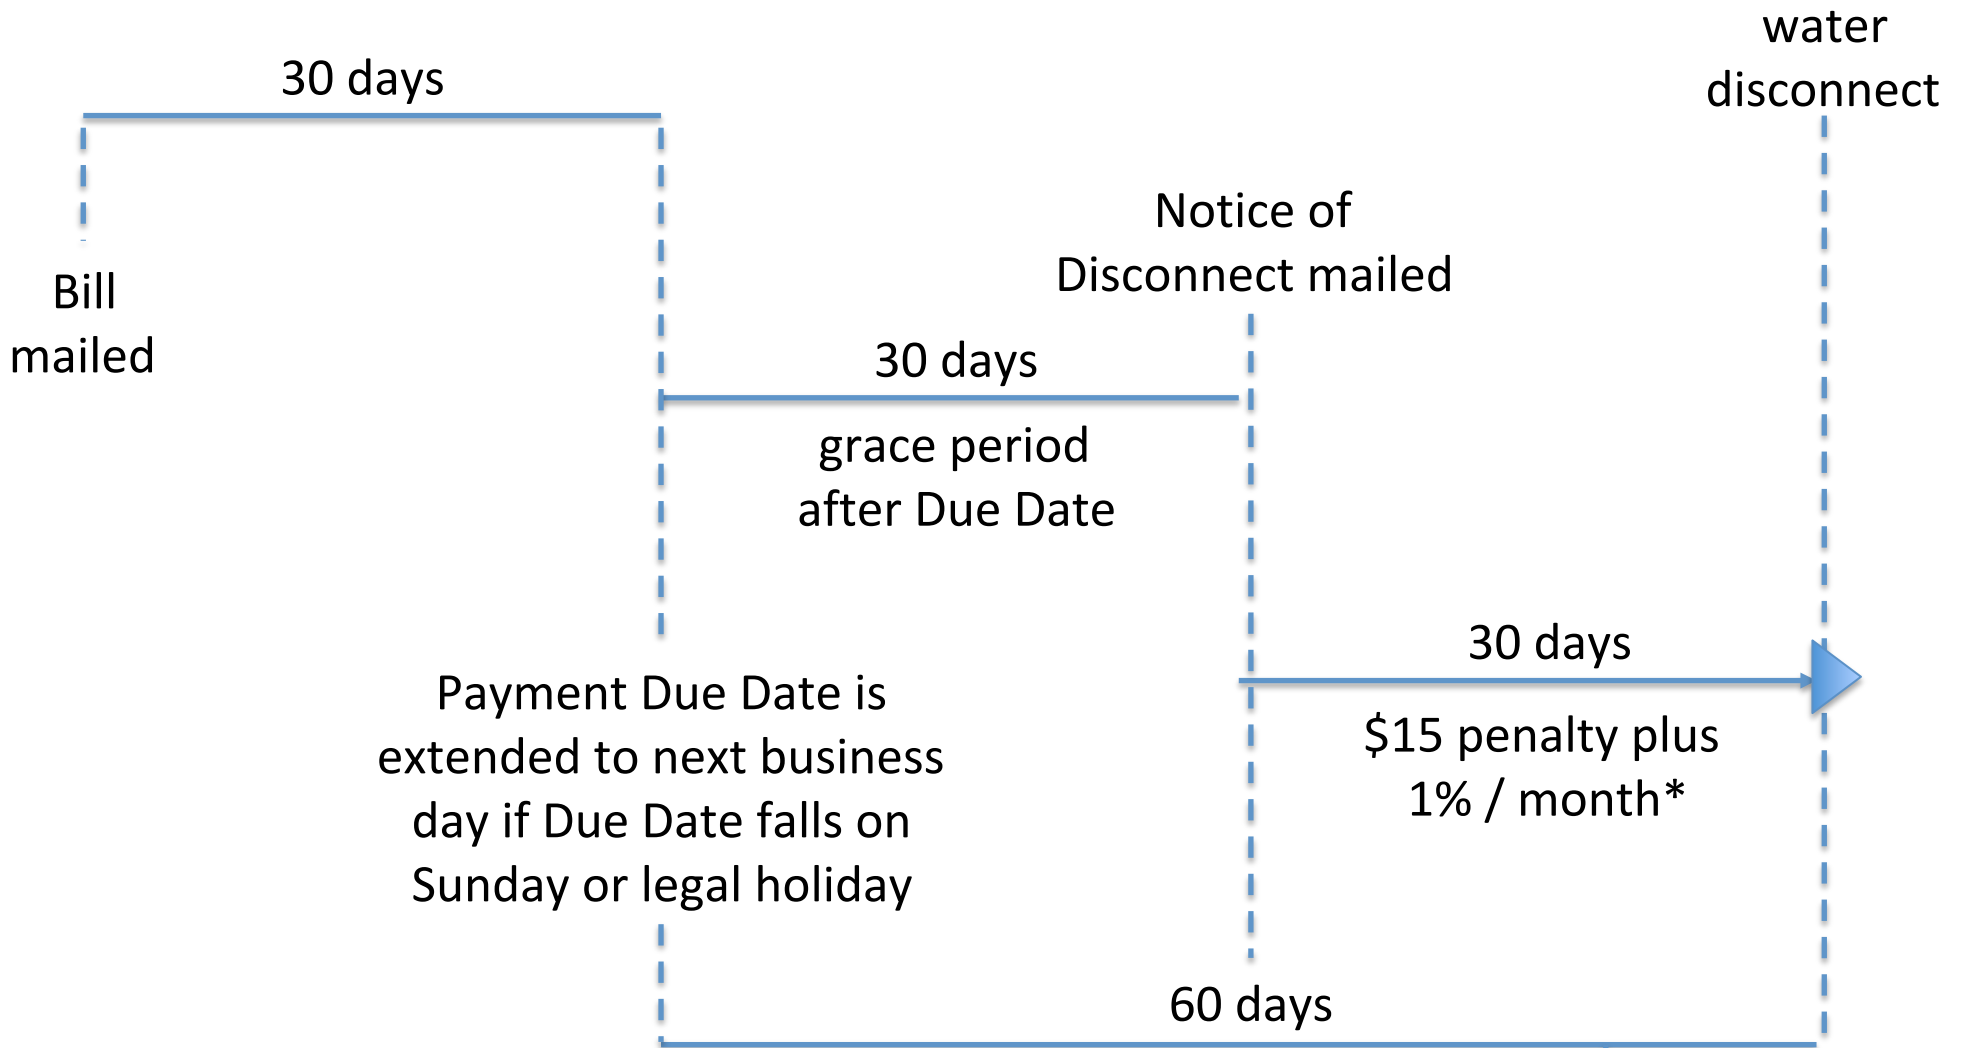 water
disconnect
30 days
Bill
mailed
Notice of
Disconnect mailed
30 days
grace period
after Due Date
Payment Due Date is
extended to next business
day if Due Date falls on
Sunday or legal holiday
30 days
$15 penalty plus
1% / month*
60 days